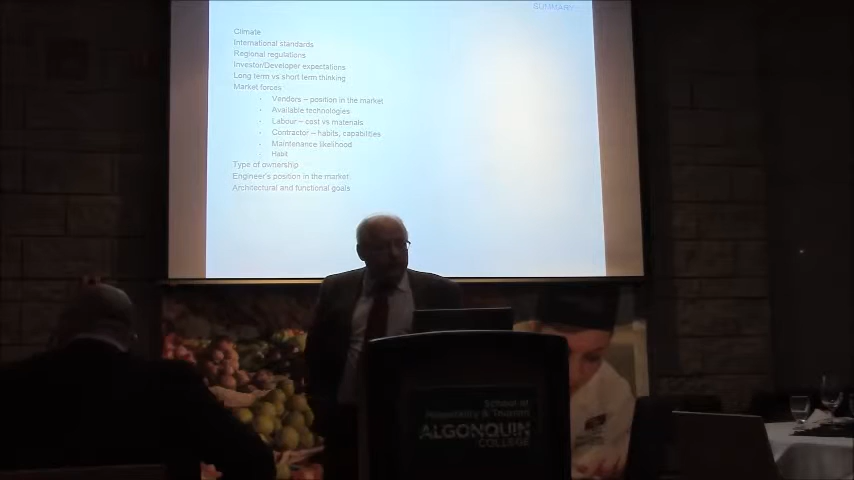 SUMMARY
Climate
International standards
Regional regulations
Investor/Developer expectations
Long term vs short term thinking
Market forces
· Vendors – position in the market
· Available technologies
· Labour – cost vs materials
· Contractor – habits, capabilities
· Maintenance likelihood
· Habit
Type of ownership
Engineer's position in the market
Architectural and functional goals
School of
Hospitality & Tourism
ALGONQUIN
COLLEGE